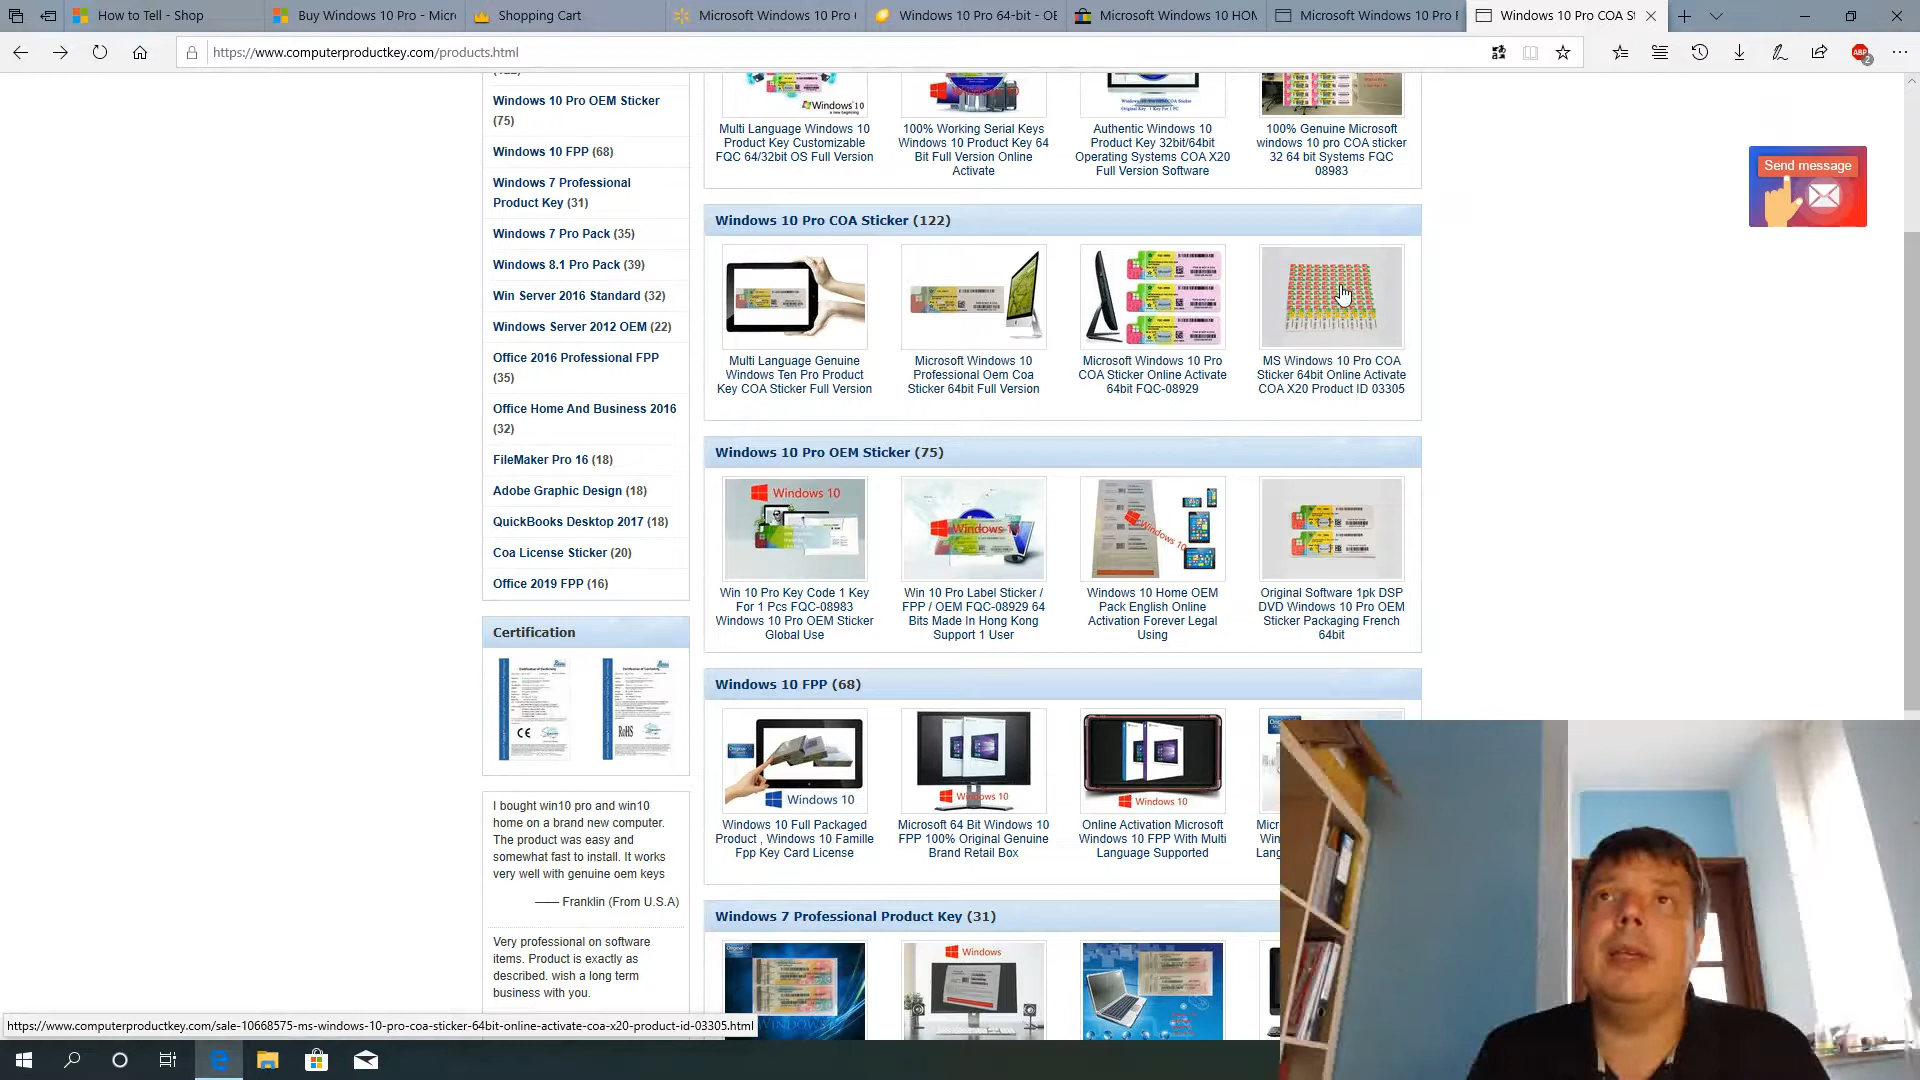 How to Tell - Shop
Buy Windows 10 Pro - Micr
Shopping Cart
Microsoft Windows 10 Pro
Windows 10 Pro 64-bit - OE
Microsoft Windows 10 HOM
Microsoft Windows 10 Pro F
Windows 10 Pro COA St
https://www.computerproductkey.com/products.html
ABP
2
Windows 10 Pro OEM Sticker
(75)
Windows 10 FPP (68)
Windows 7 Professional
Product Key (31)
Windows 7 Pro Pack (35)
Windows 8.1 Pro Pack (39)
Win Server 2016 Standard (32)
Windows Server 2012 OEM (22)
Office 2016 Professional FPP
(35)
Office Home And Business 2016
(32)
FileMaker Pro 16 (18)
Adobe Graphic Design (18)
QuickBooks Desktop 2017 (18)
Coa License Sticker (20)
Office 2019 FPP (16)
Certification
CE
RoHS
I bought win10 pro and win10
home on a brand new computer.
The product was easy and
somewhat fast to install. It works
very well with genuine oem keys
—— Franklin (From U.S.A)
Very professional on software
items. Product is exactly as
described. wish a long term
business with you.
Windows 10
Multi Language Windows 10
Product Key Customizable
FQC 64/32bit OS Full Version
100% Working Serial Keys
Windows 10 Product Key 64
Bit Full Version Online
Activate
Authentic Windows 10
Product Key 32bit/64bit
Operating Systems COA X20
Full Version Software
100% Genuine Microsoft
windows 10 pro COA sticker
32 64 bit Systems FQC
08983
Send message
Windows 10 Pro COA Sticker (122)
Multi Language Genuine
Windows Ten Pro Product
Key COA Sticker Full Version
Microsoft Windows 10
Professional Oem Coa
Sticker 64bit Full Version
Microsoft Windows 10 Pro
COA Sticker Online Activate
64bit FQC-08929
MS Windows 10 Pro COA
Sticker 64bit Online Activate
COA X20 Product ID 03305
Windows 10 Pro OEM Sticker (75)
Windows 10
Windows 10
Windows 10
Win 10 Pro Key Code 1 Key
For 1 Pcs FQC-08983
Windows 10 Pro OEM Sticker
Global Use
Win 10 Pro Label Sticker /
FPP / OEM FQC-08929 64
Bits Made In Hong Kong
Support 1 User
Windows 10 Home OEM
Pack English Online
Activation Forever Legal
Using
Original Software 1pk DSP
DVD Windows 10 Pro OEM
Sticker Packaging French
64bit
Windows 10 FPP (68)
Windows 10
Windows 10
Windows 10
Windows 10 Full Packaged
Product , Windows 10 Famille
Fpp Key Card License
Microsoft 64 Bit Windows 10
FPP 100% Original Genuine
Brand Retail Box
Online Activation Microsoft
Windows 10 FPP With Multi
Language Supported
Micr
Win
Lang
Windows 7 Professional Product Key (31)
Windows
https://www.computerproductkey.com/sale-10668575-ms-windows-10-pro-coa-sticker-64bit-online-activate-coa-x20-product-id-03305.html